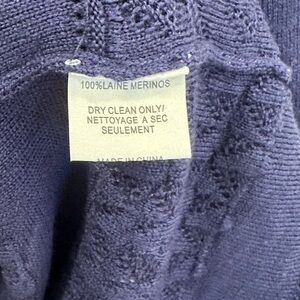 100%LAINE MERINOS
DRY CLEAN ONLY/
NETTOYAGE A SEC
SEULEMENT
MADE IN CHINA